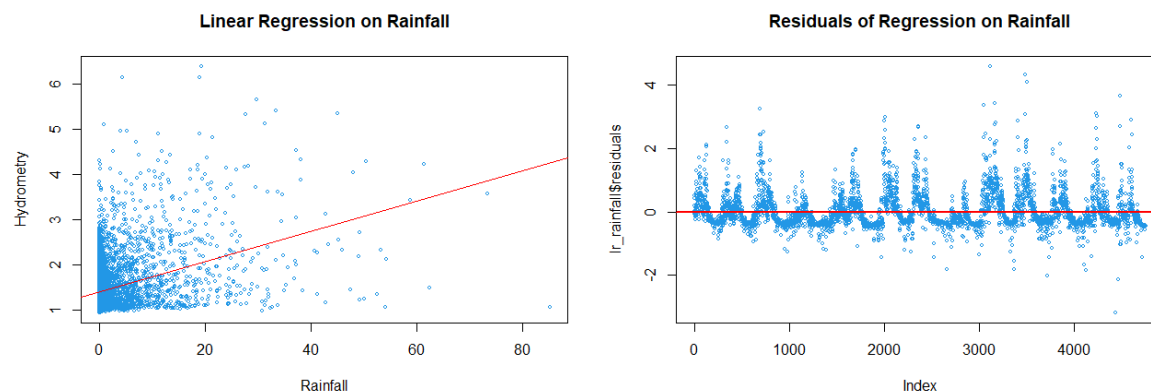 Linear Regression on Rainfall
Hydrometry
6
5
4
3
2
1
0 20 40 60 80
Rainfall
Residuals of Regression on Rainfall
lr_rainfall$residuals
4
2
0
-2
0 1000 2000 3000 4000
Index